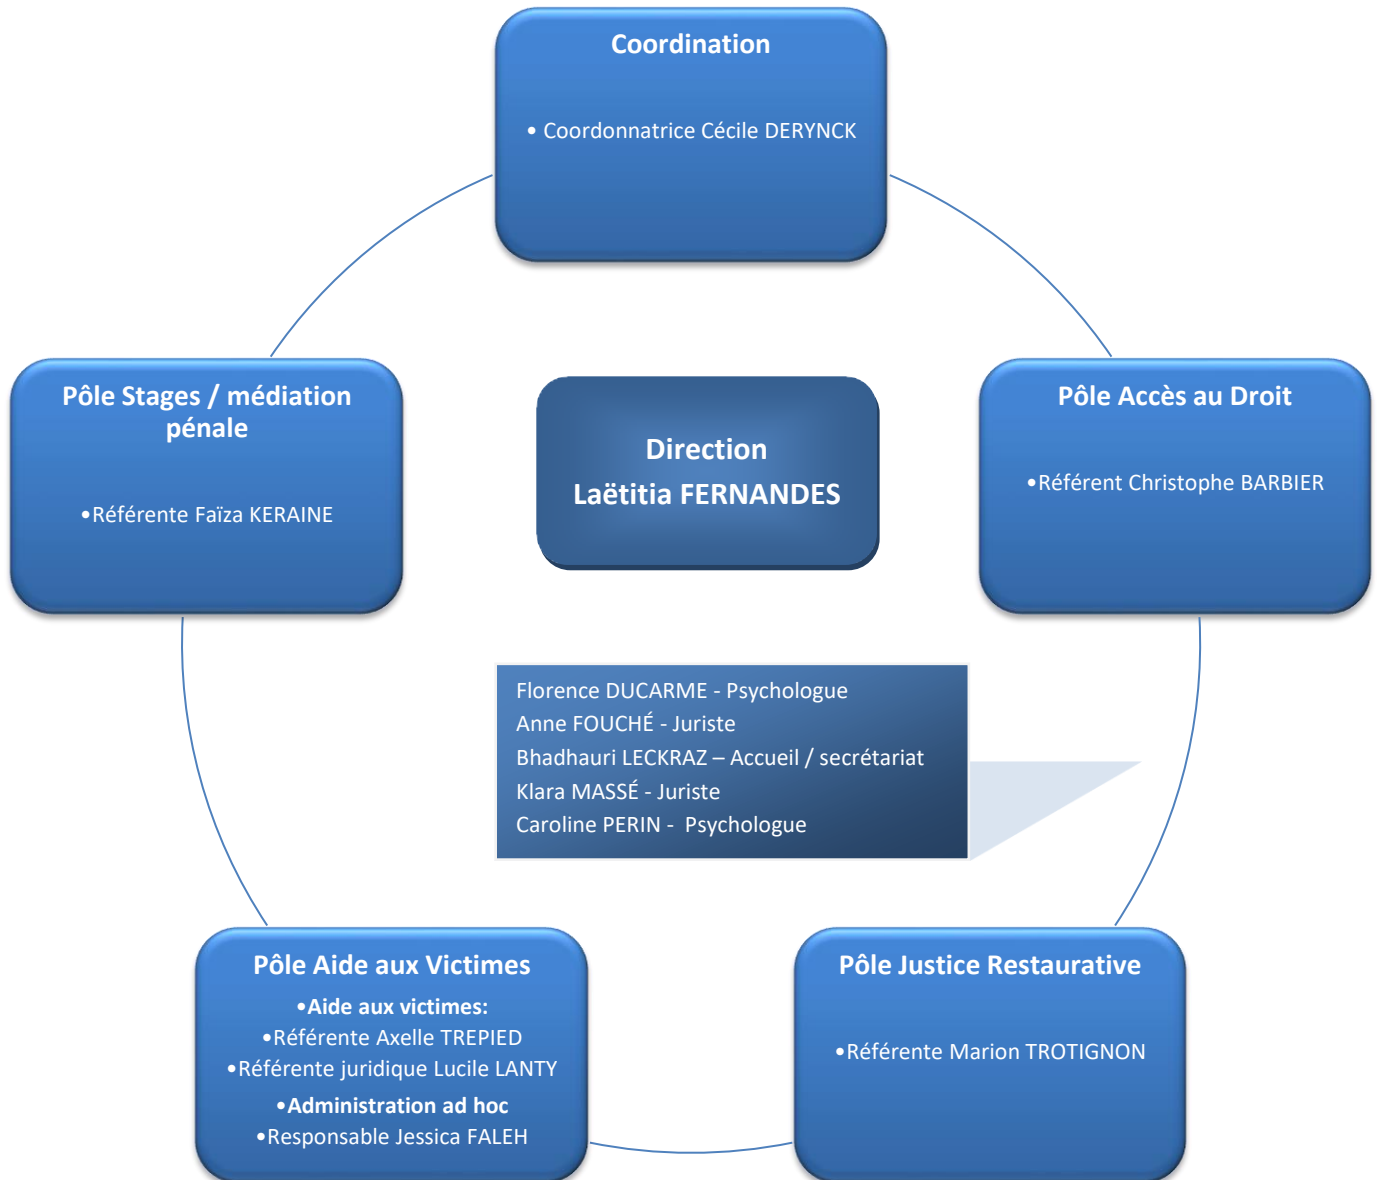 Coordination
• Coordonnatrice Cécile DERYNCK
Pôle Stages / médiation
pénale
•Référente Faïza KERAINE
Direction
Laëtitia FERNANDES
Pôle Accès au Droit
•Référent Christophe BARBIER
Florence DUCARME - Psychologue
Anne FOUCHÉ - Juriste
Bhadhauri LECKRAZ – Accueil / secrétariat
Klara MASSÉ - Juriste
Caroline PERIN - Psychologue
Pôle Aide aux Victimes
•Aide aux victimes:
•Référente Axelle TREPIED
•Référente juridique Lucile LANTY
•Administration ad hoc
•Responsable Jessica FALEH
Pôle Justice Restaurative
•Référente Marion TROTIGNON